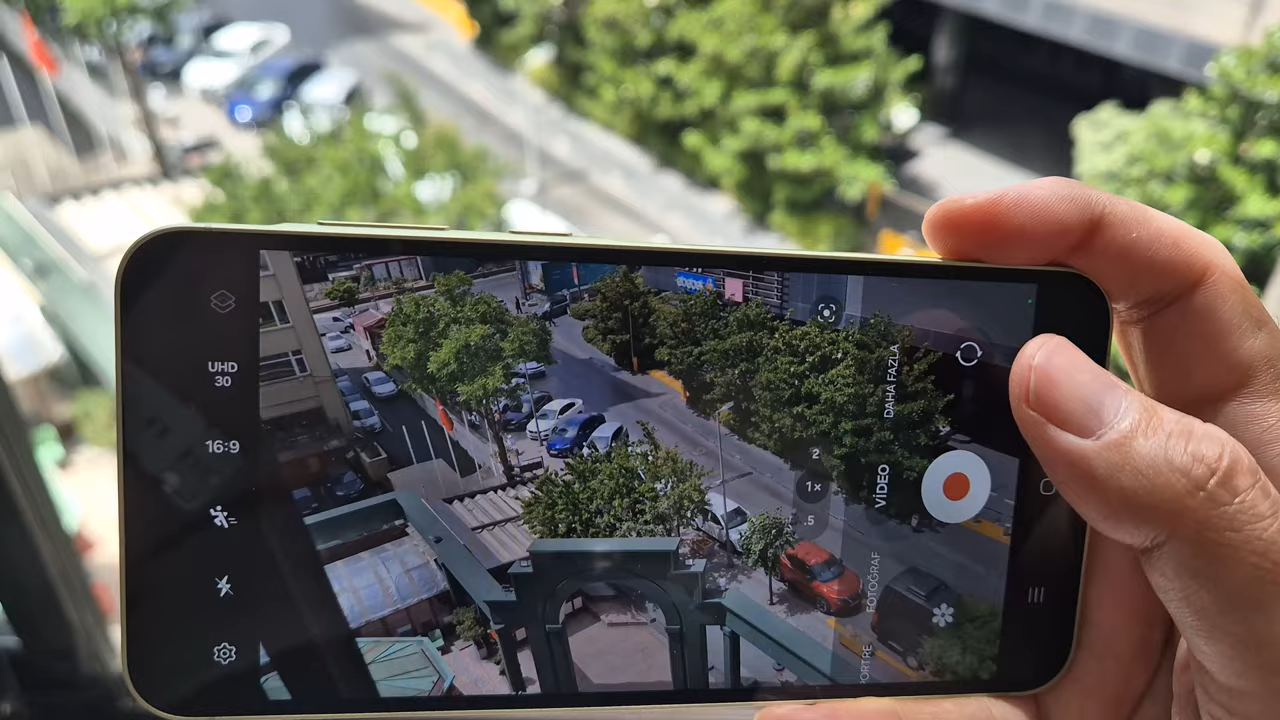 UHD
30
16:9
2
1×
.5
DAHA FAZLA
VİDEO
FOTOĞRAF
PORTRE